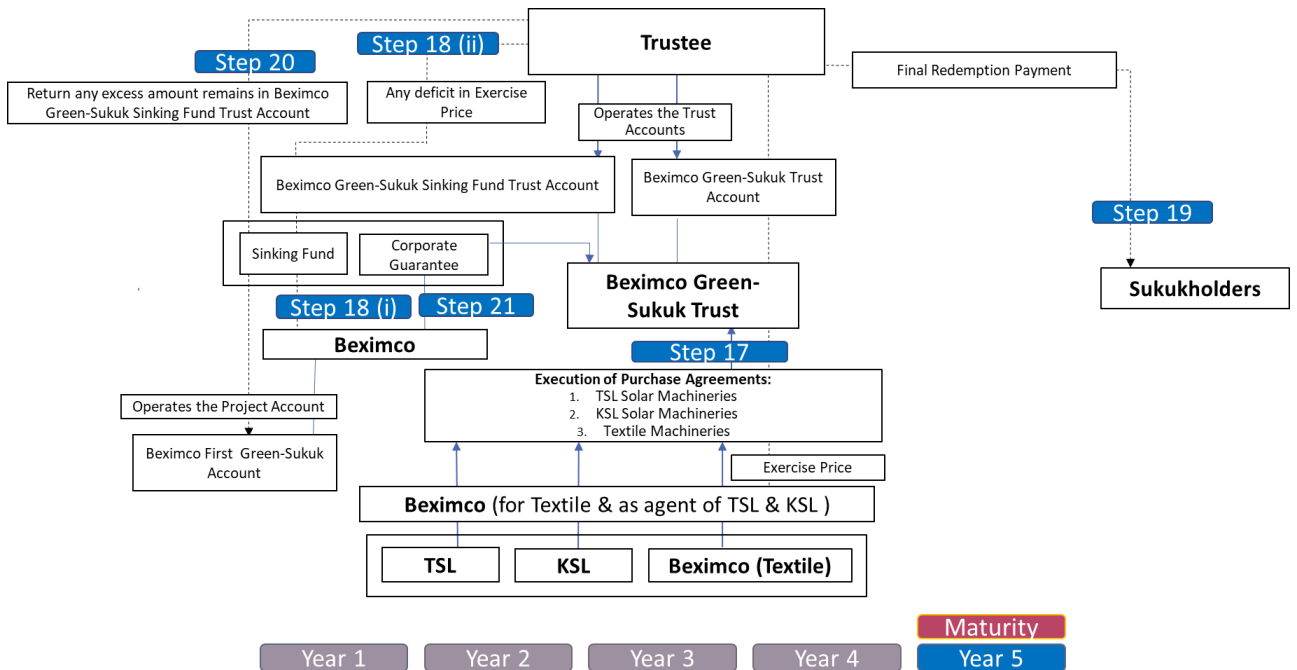 Trustee
Step 18 (ii)
Step 20
Final Redemption Payment
Return any excess amount remains in Beximco
Green-Sukuk Sinking Fund Trust Account
Any deficit in Exercise
Price
Operates the Trust
Accounts
Beximco Green-Sukuk Sinking Fund Trust Account
Beximco Green-Sukuk Trust
Account
Step 19
Sinking Fund
Corporate
Guarantee
Beximco Green-
Sukuk Trust
Sukukholders
Step 18 (i)
Step 21
Beximco
Step 17
Execution of Purchase Agreements:
1. TSL Solar Machineries
2. KSL Solar Machineries
3. Textile Machineries
Operates the Project Account
Beximco First Green-Sukuk
Account
Exercise Price
Beximco (for Textile & as agent of TSL & KSL )
TSL
KSL
Beximco (Textile)
Maturity
Year 1
Year 2
Year 3
Year 4
Year 5